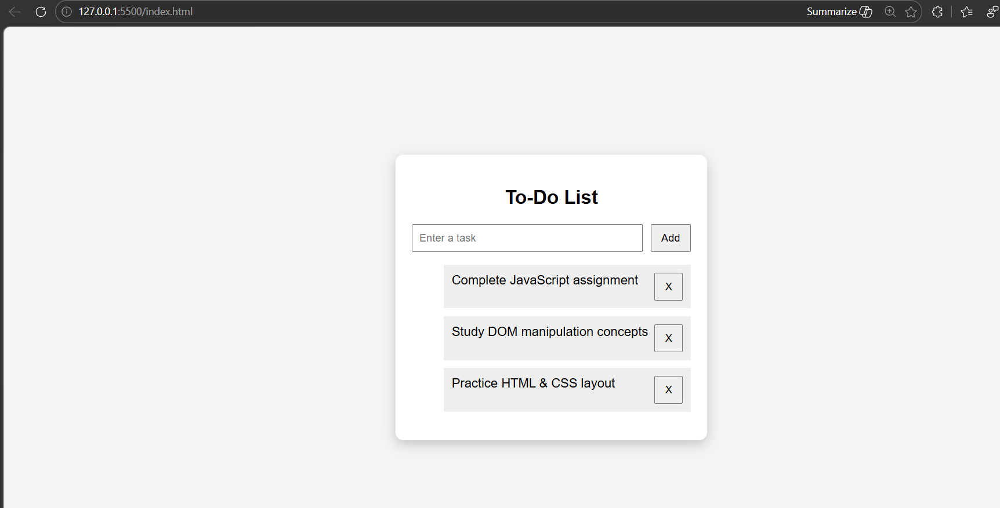 127.0.0.1:5500/index.html Summarize
To-Do List
Enter a task Add
Complete JavaScript assignment X
Study DOM manipulation concepts X
Practice HTML & CSS layout X